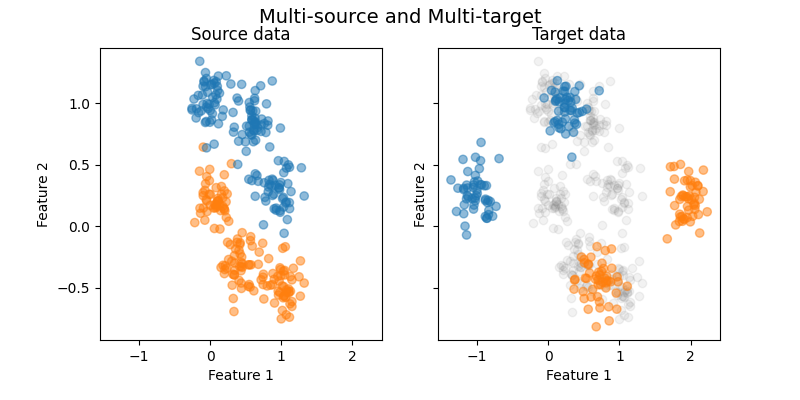 Multi-source and Multi-target
Source data
Target data
Feature 2
1.0
0.5
0.0
−0.5
−1
0
1
2
Feature 1
Feature 2
−1
0
1
2
Feature 1